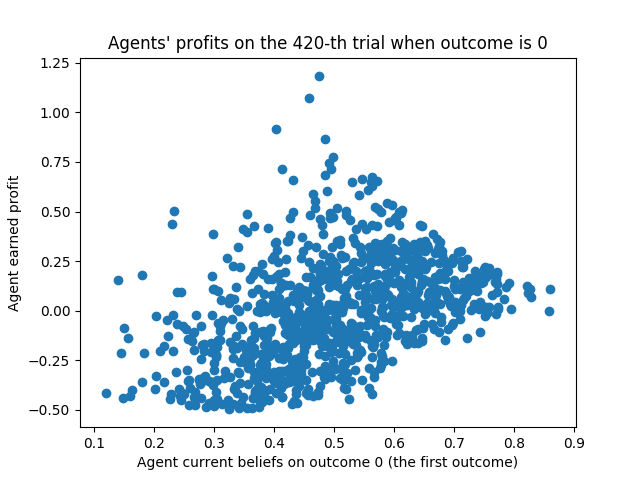 Agents' profits on the 420-th trial when outcome is 0
1.25
1.00
0.75
0.50
0.25
0.00
−0.25
−0.50
Agent earned profit
0.1 0.2 0.3 0.4 0.5 0.6 0.7 0.8 0.9
Agent current beliefs on outcome 0 (the first outcome)